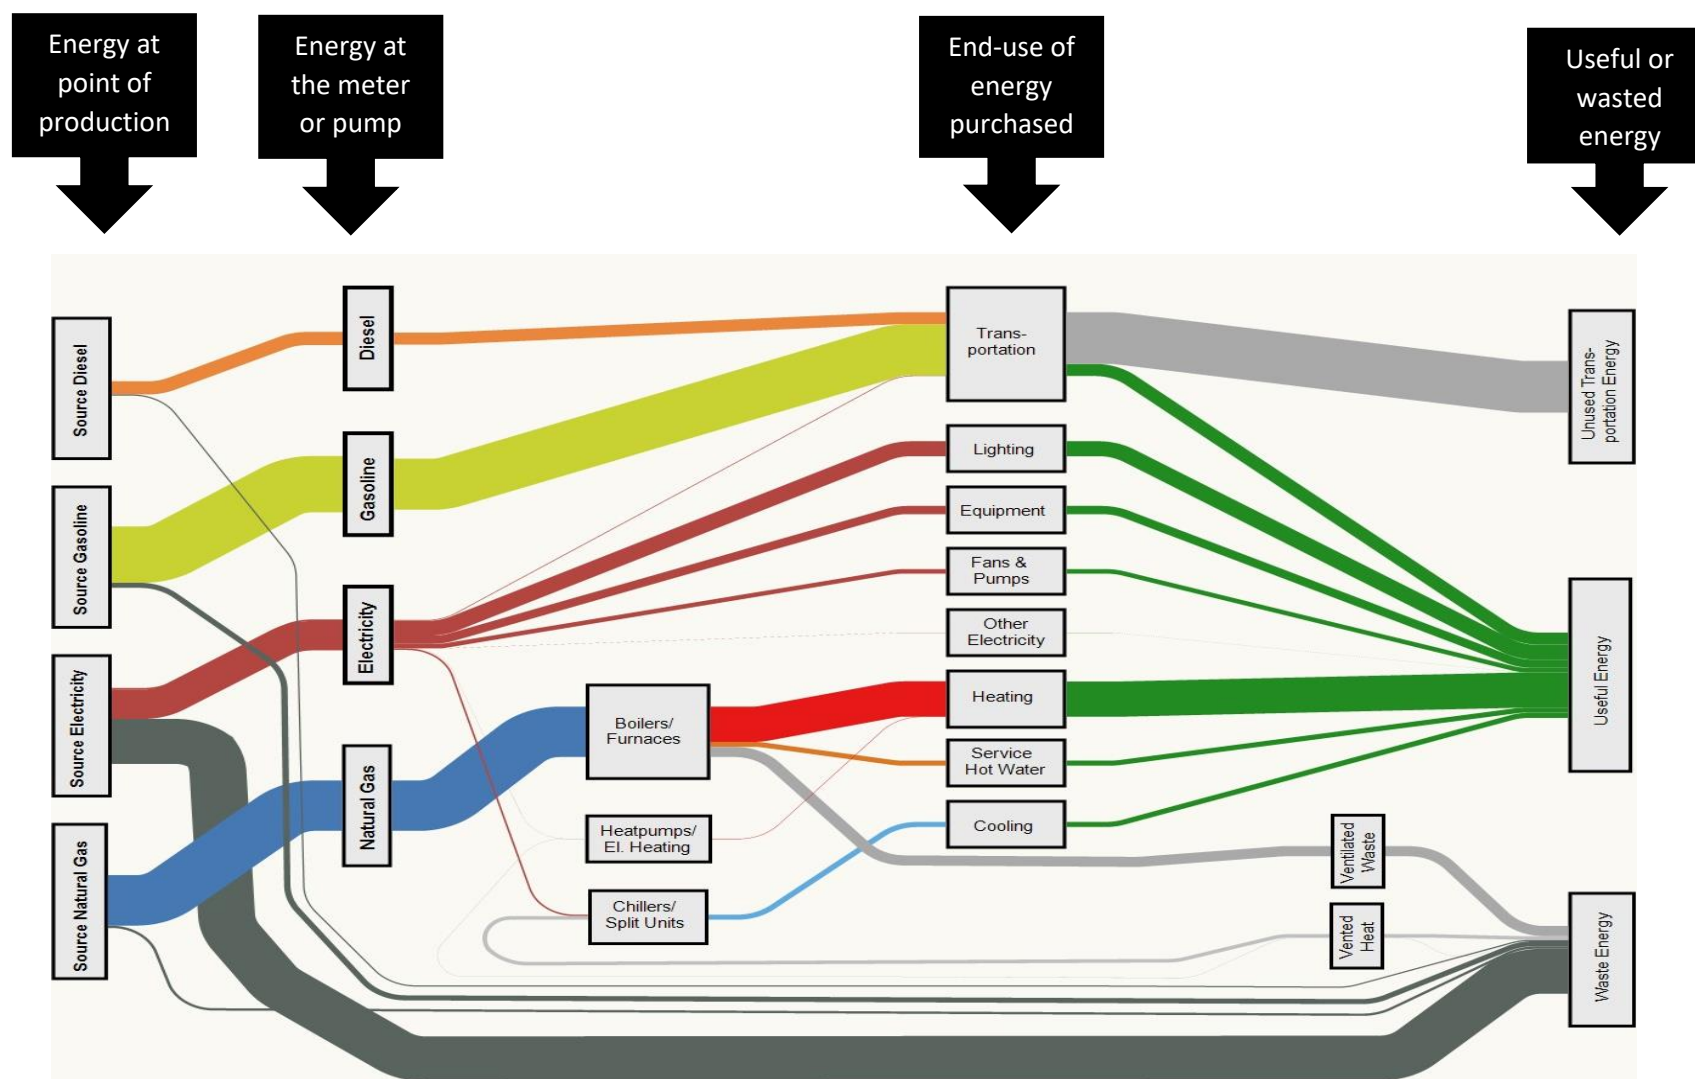 Energy at
point of
production
Energy at
the meter
or pump
End-use of
energy
purchased
Useful or
wasted
energy
Source Diesel
Source Gasoline
Source Electricity
Source Natural Gas
Diesel
Gasoline
Electricity
Natural Gas
Boilers/
Furnaces
Heatpumps/
El. Heating
Chillers/
Split Units
Trans-
portation
Lighting
Equipment
Fans &
Pumps
Other
Electricity
Heating
Service
Hot Water
Cooling
Ventilated
Waste
Vented
Heat
Unused Trans-
portation Energy
Useful Energy
Waste Energy